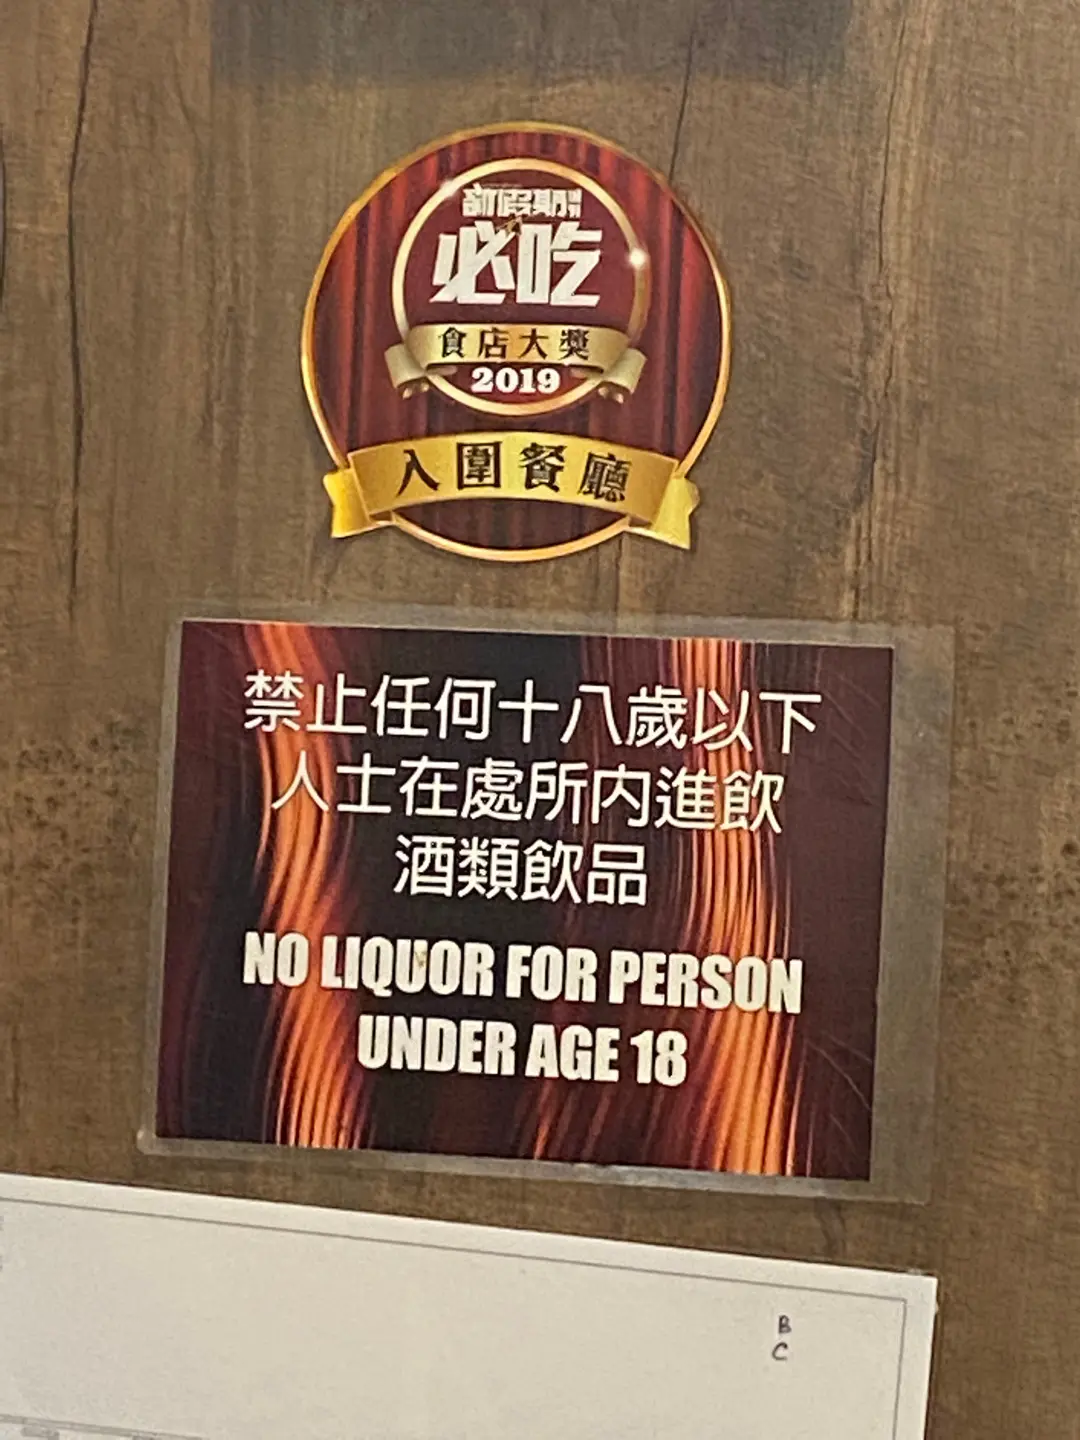 新假期周刊
必吃
食店大獎
2019
入圍餐廳
禁止任何十八歲以下
人士在處所內進飲
酒類飲品
NO LIQUOR FOR PERSON
UNDER AGE 18
B
C